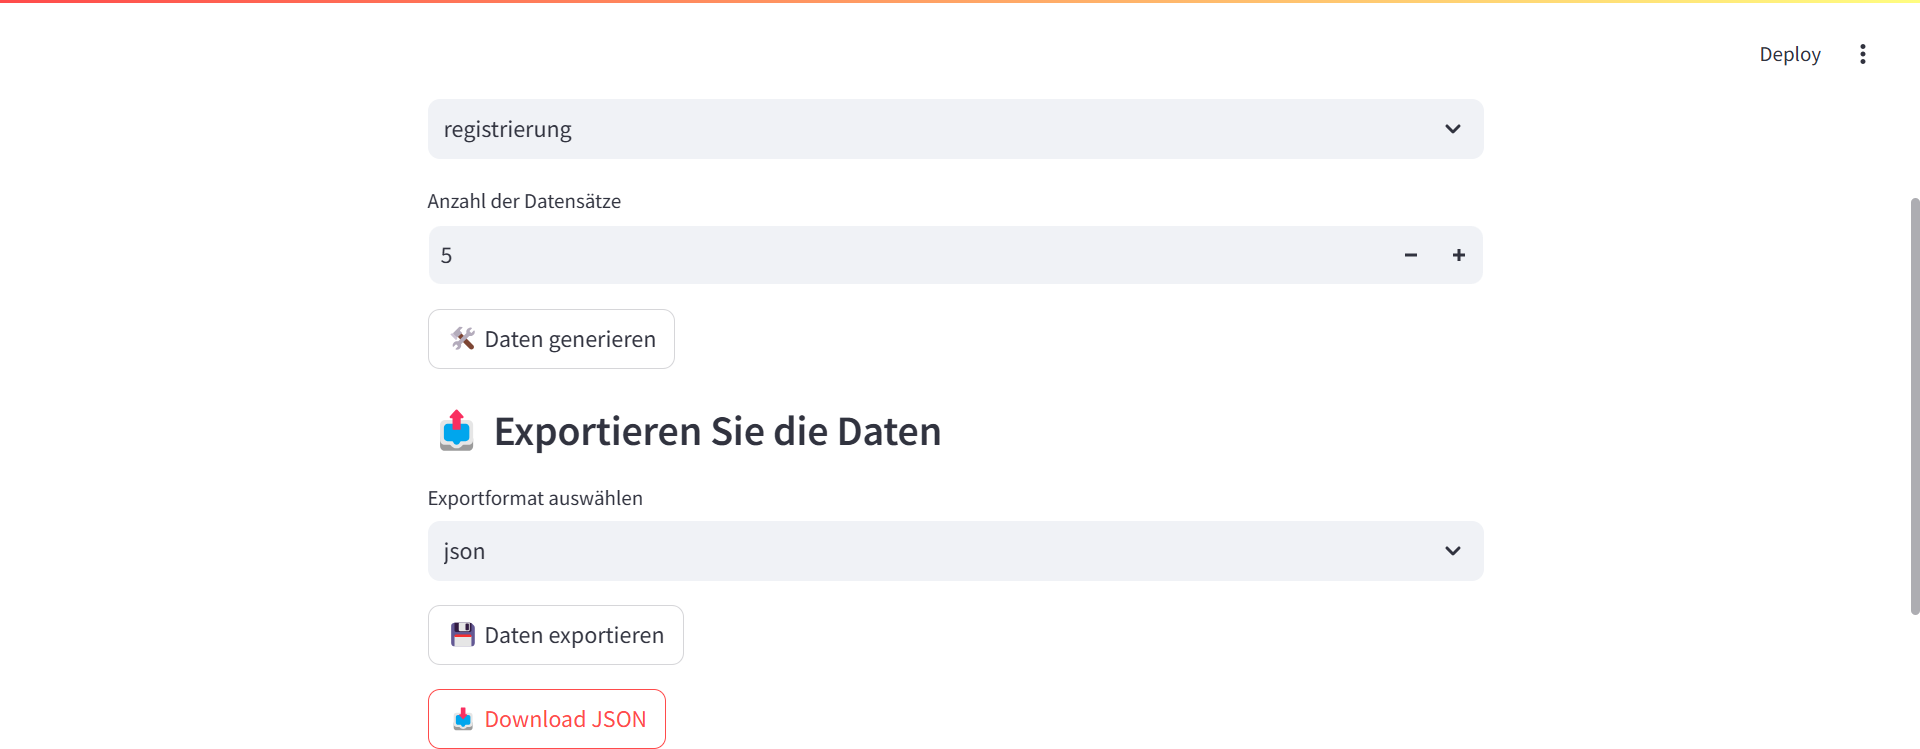 Deploy
registrierung
Anzahl der Datensätze
5
Daten generieren
Exportieren Sie die Daten
Exportformat auswählen
json
Daten exportieren
Download JSON